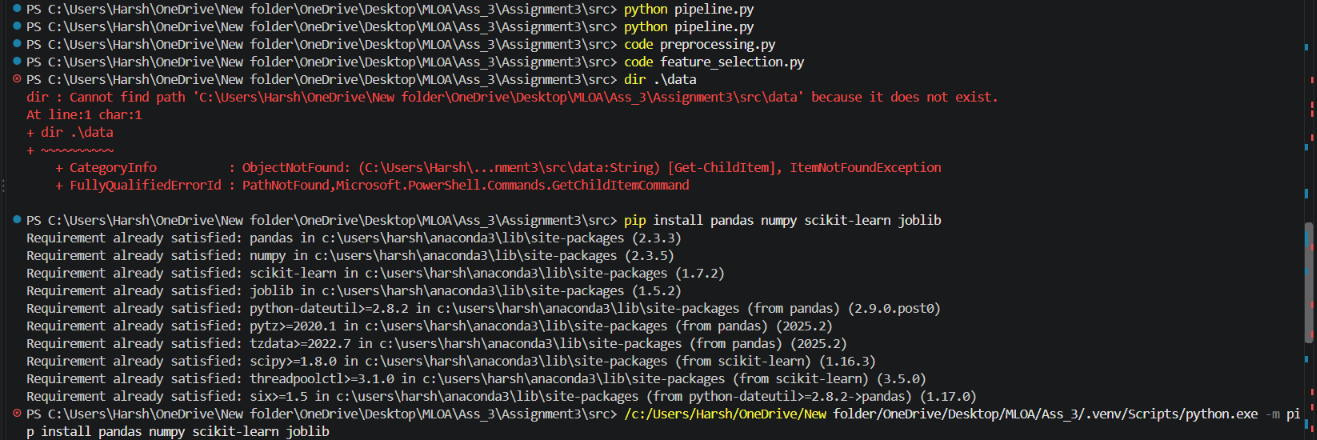 PS C:\Users\Harsh\OneDrive\New folder\OneDrive\Desktop\MLOA\Ass_3\Assignment3\src> python pipeline.py
PS C:\Users\Harsh\OneDrive\New folder\OneDrive\Desktop\MLOA\Ass_3\Assignment3\src> python pipeline.py
PS C:\Users\Harsh\OneDrive\New folder\OneDrive\Desktop\MLOA\Ass_3\Assignment3\src> code preprocessing.py
PS C:\Users\Harsh\OneDrive\New folder\OneDrive\Desktop\MLOA\Ass_3\Assignment3\src> code feature_selection.py
PS C:\Users\Harsh\OneDrive\New folder\OneDrive\Desktop\MLOA\Ass_3\Assignment3\src> dir .\data
dir : Cannot find path 'C:\Users\Harsh\OneDrive\New folder\OneDrive\Desktop\MLOA\Ass_3\Assignment3\src\data' because it does not exist.
At line:1 char:1
+ dir .\data
+ ~~~~~~~~~~
    + CategoryInfo          : ObjectNotFound: (C:\Users\Harsh\...nment3\src\data:String) [Get-ChildItem], ItemNotFoundException
    + FullyQualifiedErrorId : PathNotFound,Microsoft.PowerShell.Commands.GetChildItemCommand
PS C:\Users\Harsh\OneDrive\New folder\OneDrive\Desktop\MLOA\Ass_3\Assignment3\src> pip install pandas numpy scikit-learn joblib
Requirement already satisfied: pandas in c:\users\harsh\anaconda3\lib\site-packages (2.3.3)
Requirement already satisfied: numpy in c:\users\harsh\anaconda3\lib\site-packages (2.3.5)
Requirement already satisfied: scikit-learn in c:\users\harsh\anaconda3\lib\site-packages (1.7.2)
Requirement already satisfied: joblib in c:\users\harsh\anaconda3\lib\site-packages (1.5.2)
Requirement already satisfied: python-dateutil>=2.8.2 in c:\users\harsh\anaconda3\lib\site-packages (from pandas) (2.9.0.post0)
Requirement already satisfied: pytz>=2020.1 in c:\users\harsh\anaconda3\lib\site-packages (from pandas) (2025.2)
Requirement already satisfied: tzdata>=2022.7 in c:\users\harsh\anaconda3\lib\site-packages (from pandas) (2025.2)
Requirement already satisfied: scipy>=1.8.0 in c:\users\harsh\anaconda3\lib\site-packages (from scikit-learn) (1.16.3)
Requirement already satisfied: threadpoolctl>=3.1.0 in c:\users\harsh\anaconda3\lib\site-packages (from scikit-learn) (3.5.0)
Requirement already satisfied: six>=1.5 in c:\users\harsh\anaconda3\lib\site-packages (from python-dateutil>=2.8.2->pandas) (1.17.0)
PS C:\Users\Harsh\OneDrive\New folder\OneDrive\Desktop\MLOA\Ass_3\Assignment3\src> /c:/Users/Harsh/OneDrive/New folder/OneDrive/Desktop/MLOA/Ass_3/.venv/Scripts/python.exe -m pi
p install pandas numpy scikit-learn joblib